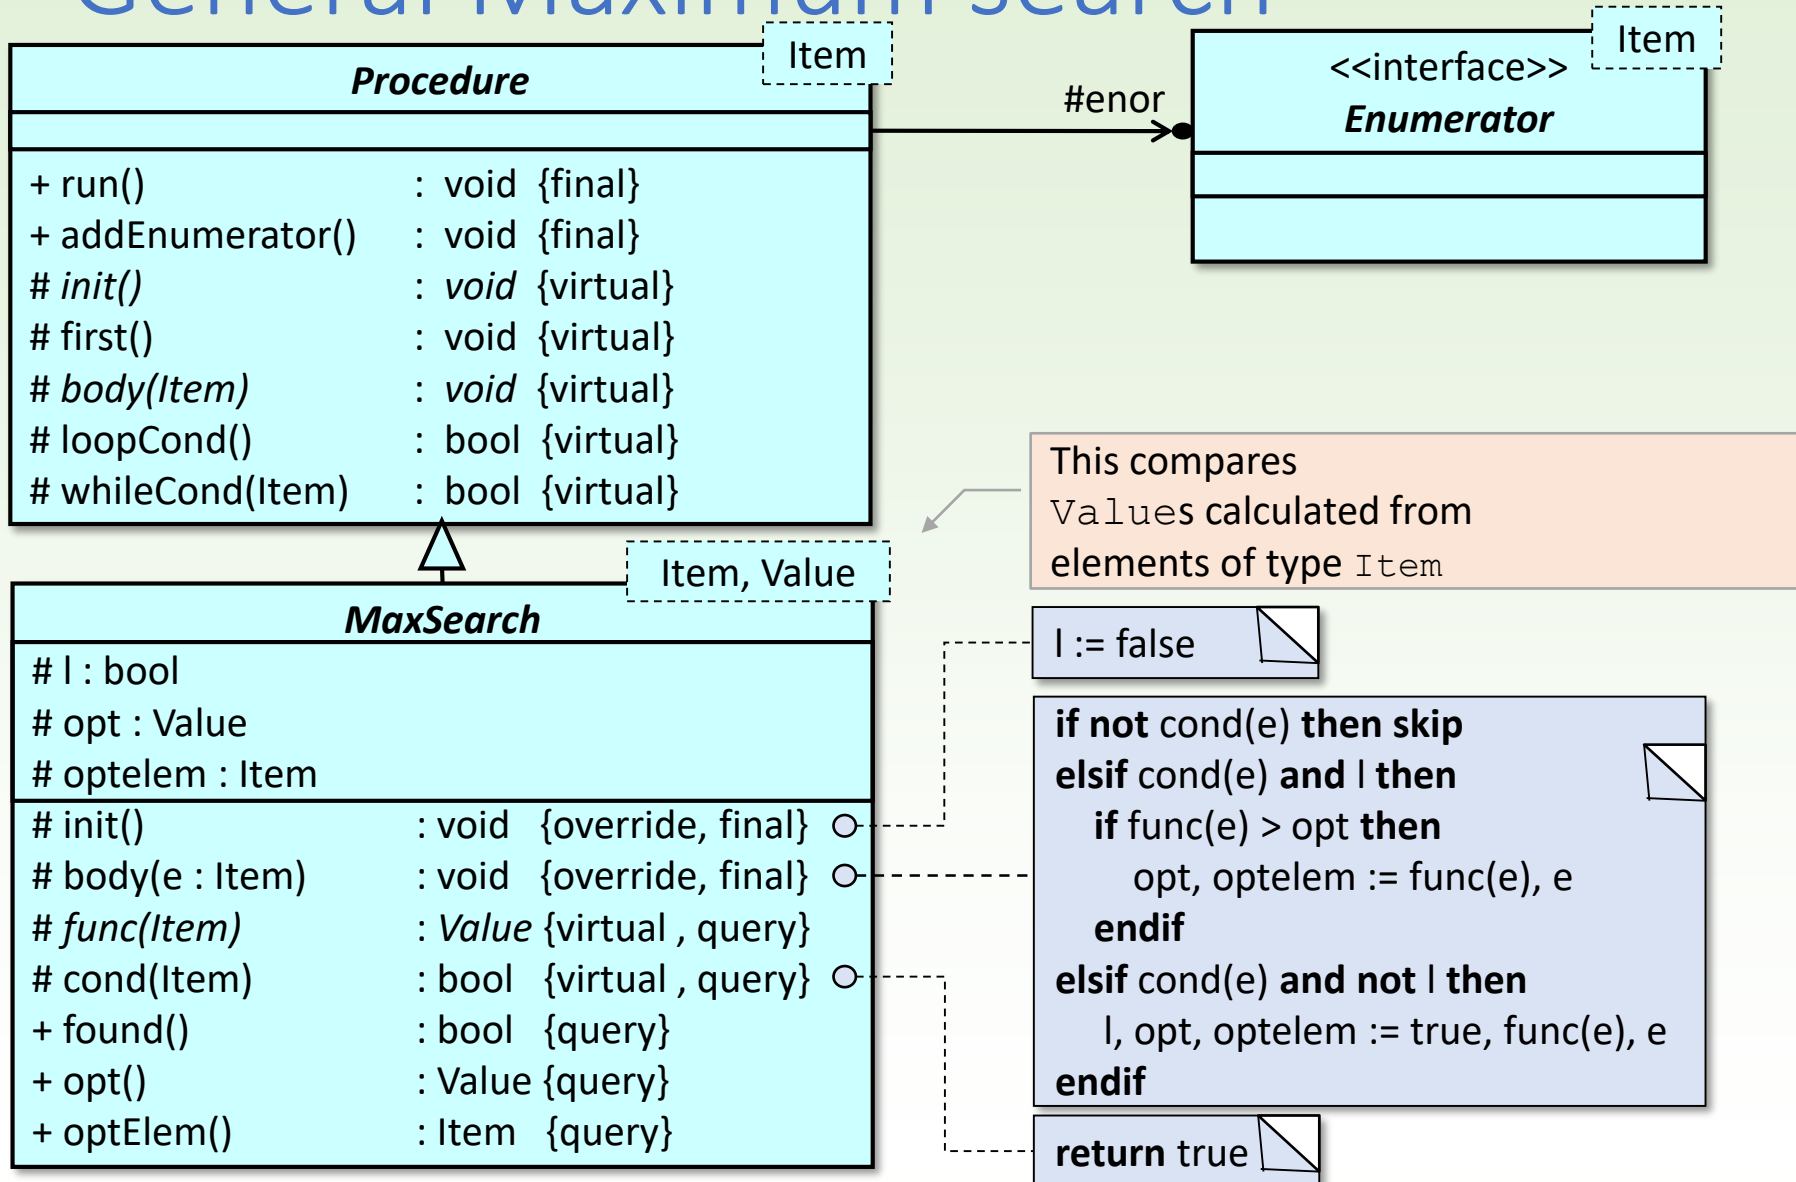 General Maximum search
Item
Procedure
+ run() : void {final}
+ addEnumerator() : void {final}
# init() : void {virtual}
# first() : void {virtual}
# body(Item) : void {virtual}
# loopCond() : bool {virtual}
# whileCond(Item) : bool {virtual}
#enor
Item
<<interface>>
Enumerator
This compares
Values calculated from
elements of type Item
Item, Value
MaxSearch
# l : bool
# opt : Value
# optelem : Item
# init() : void {override, final}
# body(e : Item) : void {override, final}
# func(Item) : Value {virtual , query}
# cond(Item) : bool {virtual , query}
+ found() : bool {query}
+ opt() : Value {query}
+ optElem() : Item {query}
l := false
if not cond(e) then skip
elsif cond(e) and l then
if func(e) > opt then
opt, optelem := func(e), e
endif
elsif cond(e) and not l then
l, opt, optelem := true, func(e), e
endif
return true